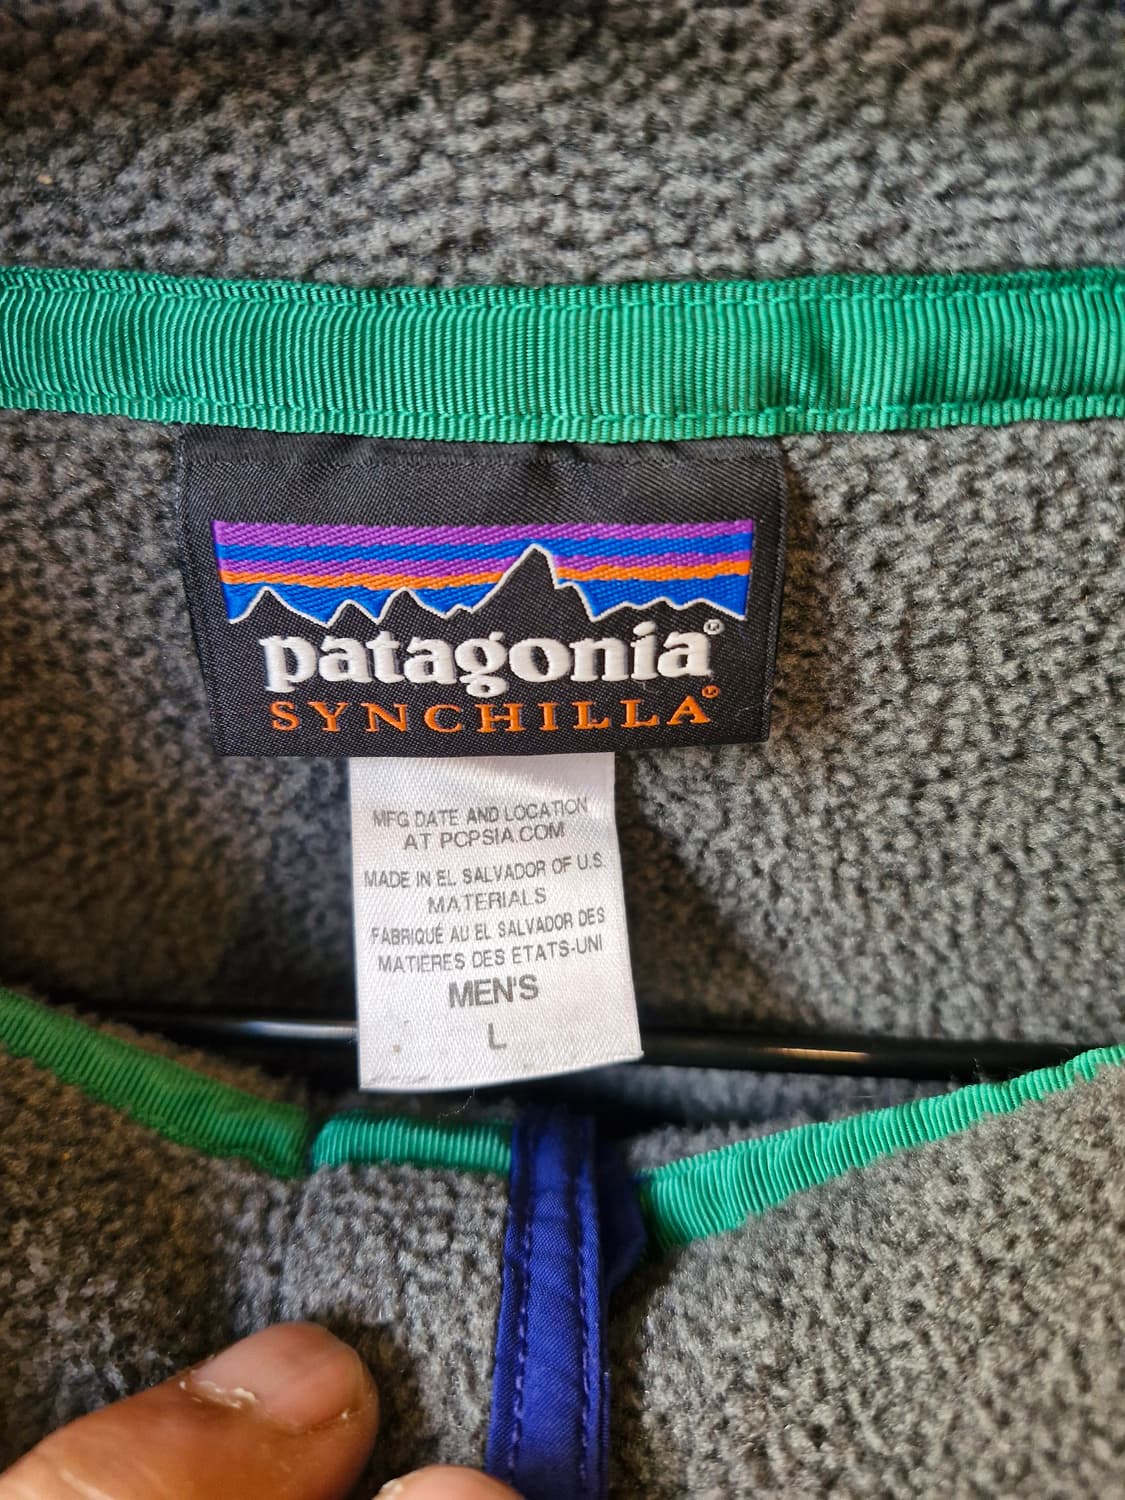 patagonia®
SYNCHILLA®
MFG DATE AND LOCATION
AT PCPSIA.COM
MADE IN EL SALVADOR OF U.S.
MATERIALS
FABRIQUÉ AU EL SALVADOR DES
MATIERES DES ETATS-UNI
MEN'S
L